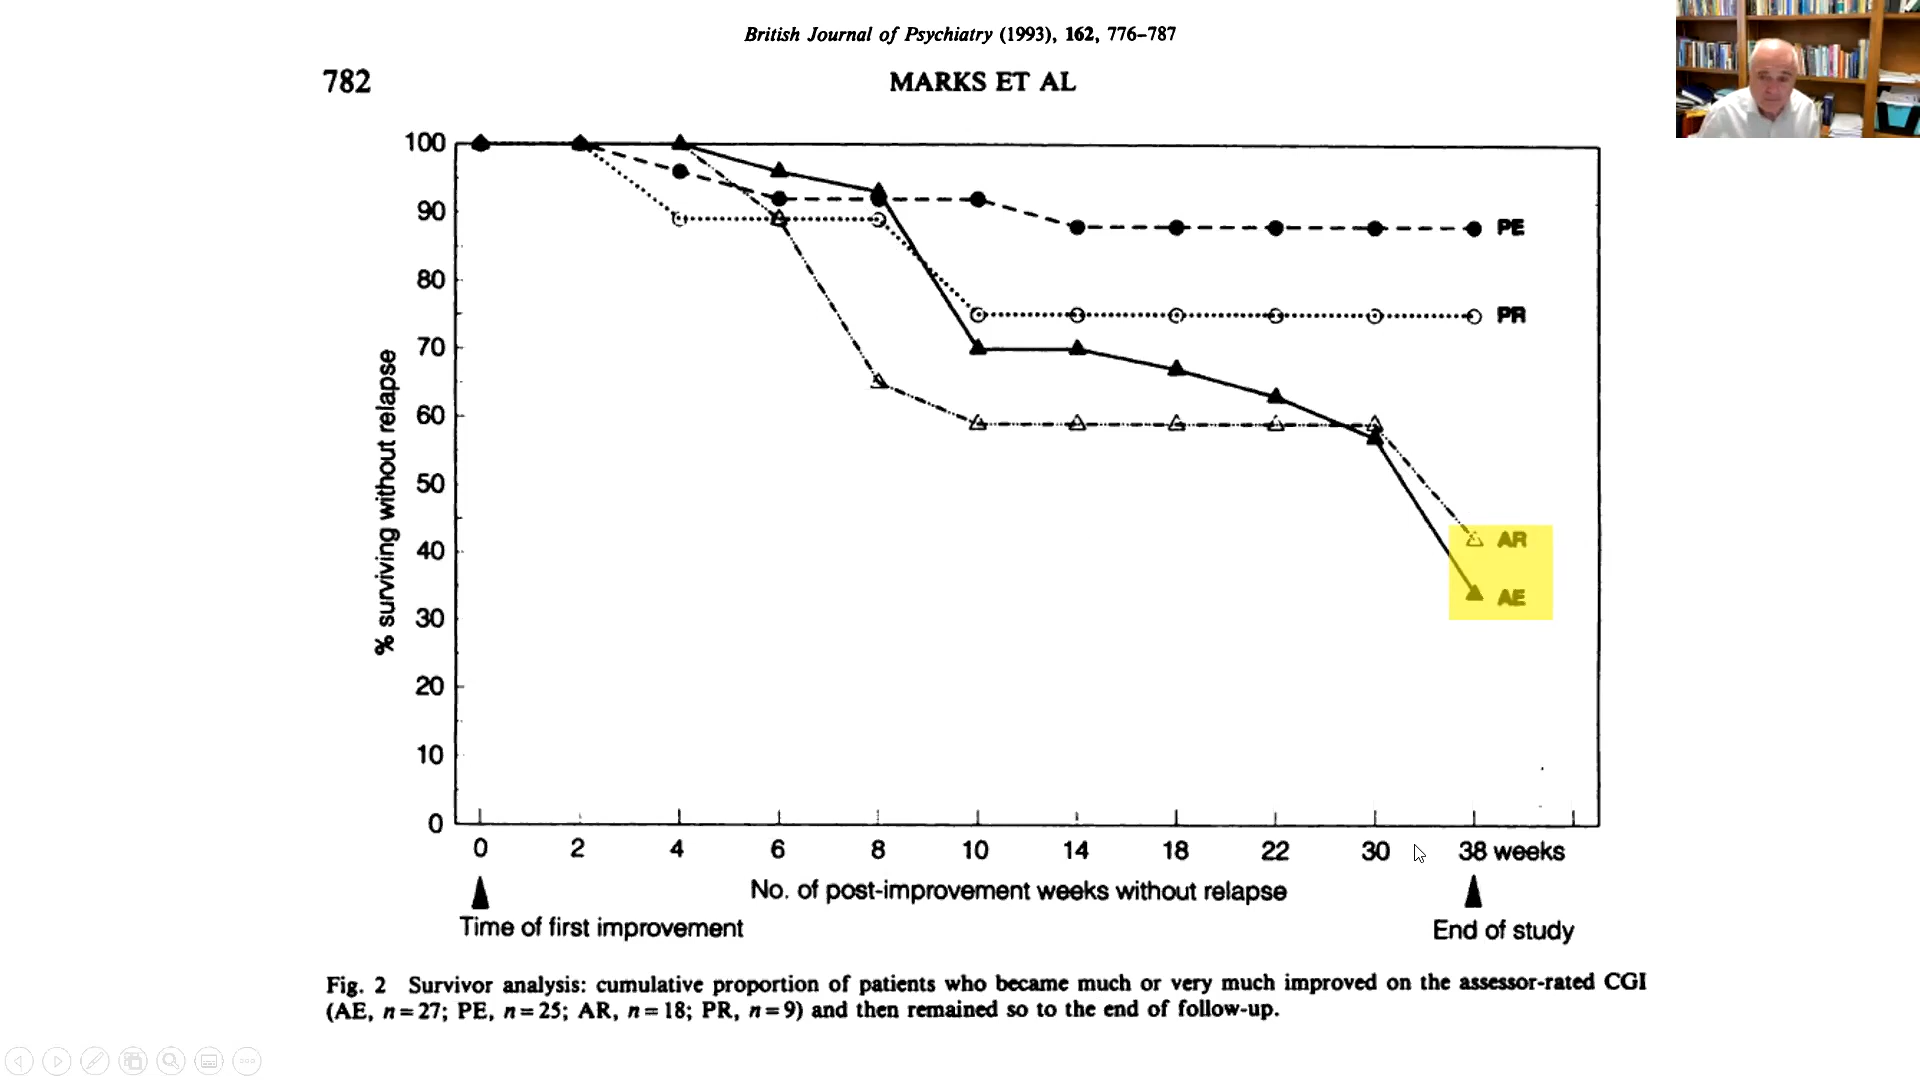 British Journal of Psychiatry (1993), 162, 776–787
782
MARKS ET AL
100
90
80
70
60
50
40
30
20
10
0
% surviving without relapse
PE
PR
AR
AE
0 2 4 6 8 10 14 18 22 30 38 weeks
No. of post-improvement weeks without relapse
Time of first improvement
End of study
Fig. 2 Survivor analysis: cumulative proportion of patients who became much or very much improved on the assessor-rated CGI
(AE, n=27; PE, n=25; AR, n=18; PR, n=9) and then remained so to the end of follow-up.